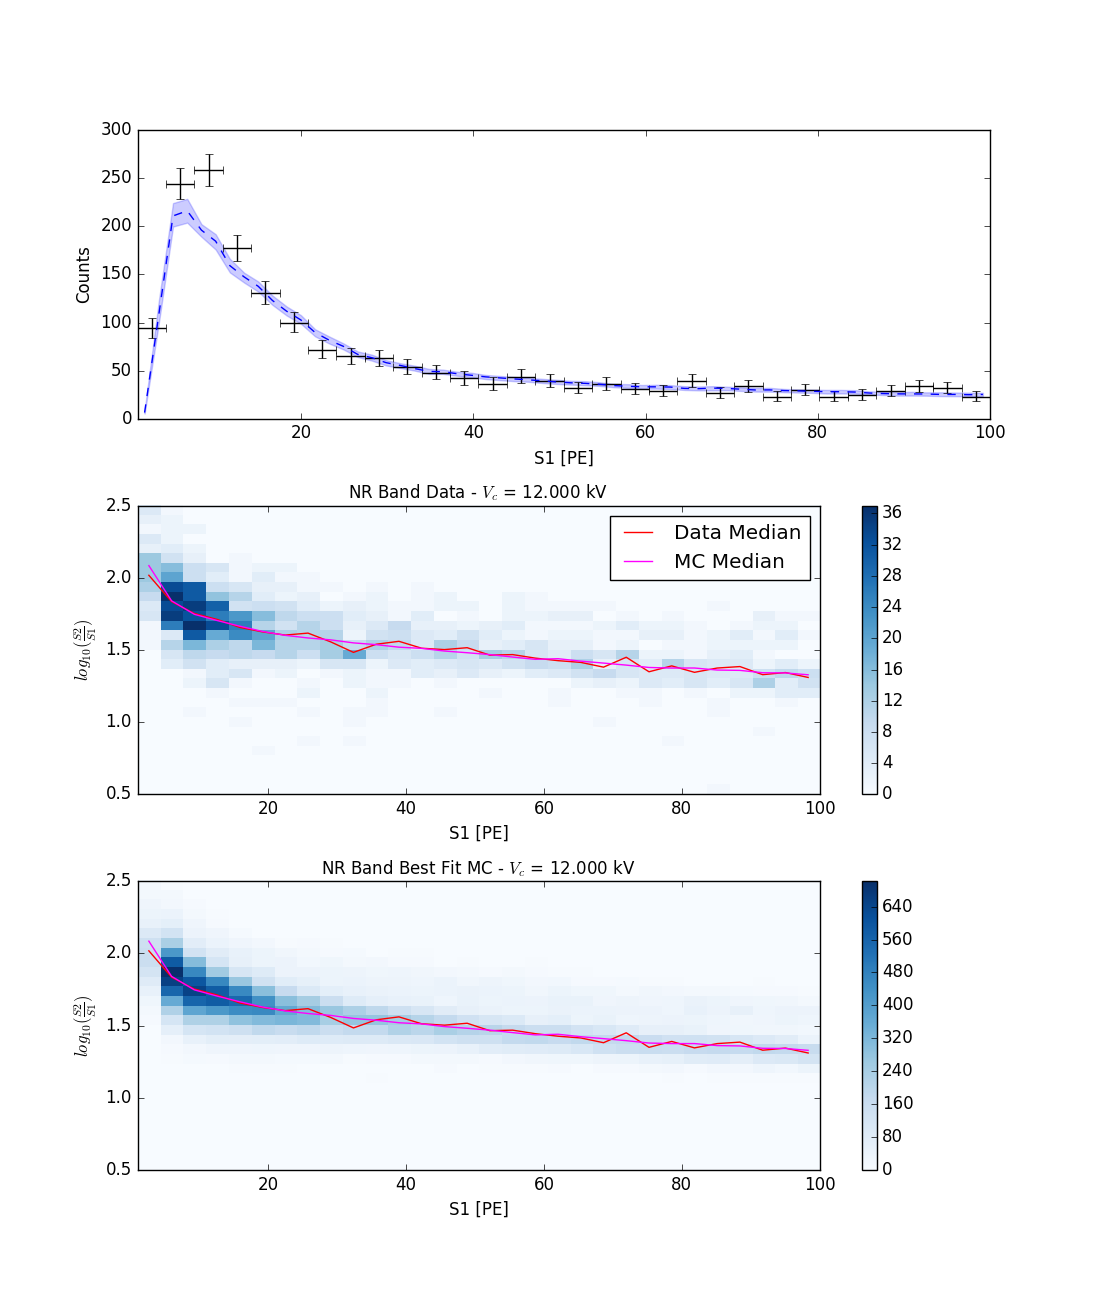 300
250
200
150
100
50
0
Counts
20 40 60 80 100
S1 [PE]
NR Band Data - V_c = 12.000 kV
2.5
2.0
1.5
1.0
0.5
log_10(S2/S1)
Data Median
MC Median
20 40 60 80 100
S1 [PE]
36
32
28
24
20
16
12
8
4
0
NR Band Best Fit MC - V_c = 12.000 kV
2.5
2.0
1.5
1.0
0.5
log_10(S2/S1)
20 40 60 80 100
S1 [PE]
640
560
480
400
320
240
160
80
0